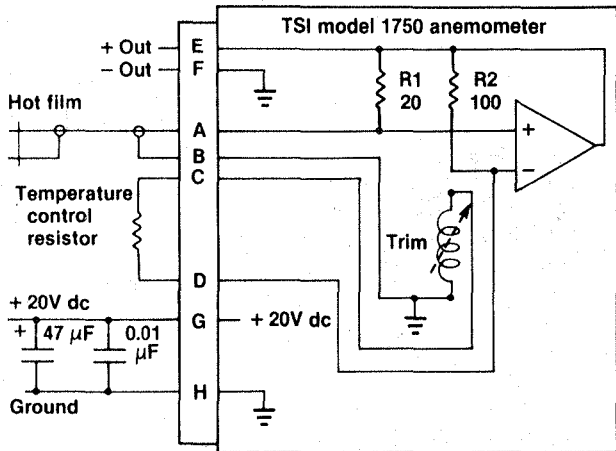 TSI model 1750 anemometer
+ Out
E
– Out
F
R1
20
R2
100
Hot film
A
+
B
–
C
Temperature
control
resistor
Trim
D
+ 20V dc
G
+ 20V dc
+
47 µF
0.01
µF
H
Ground